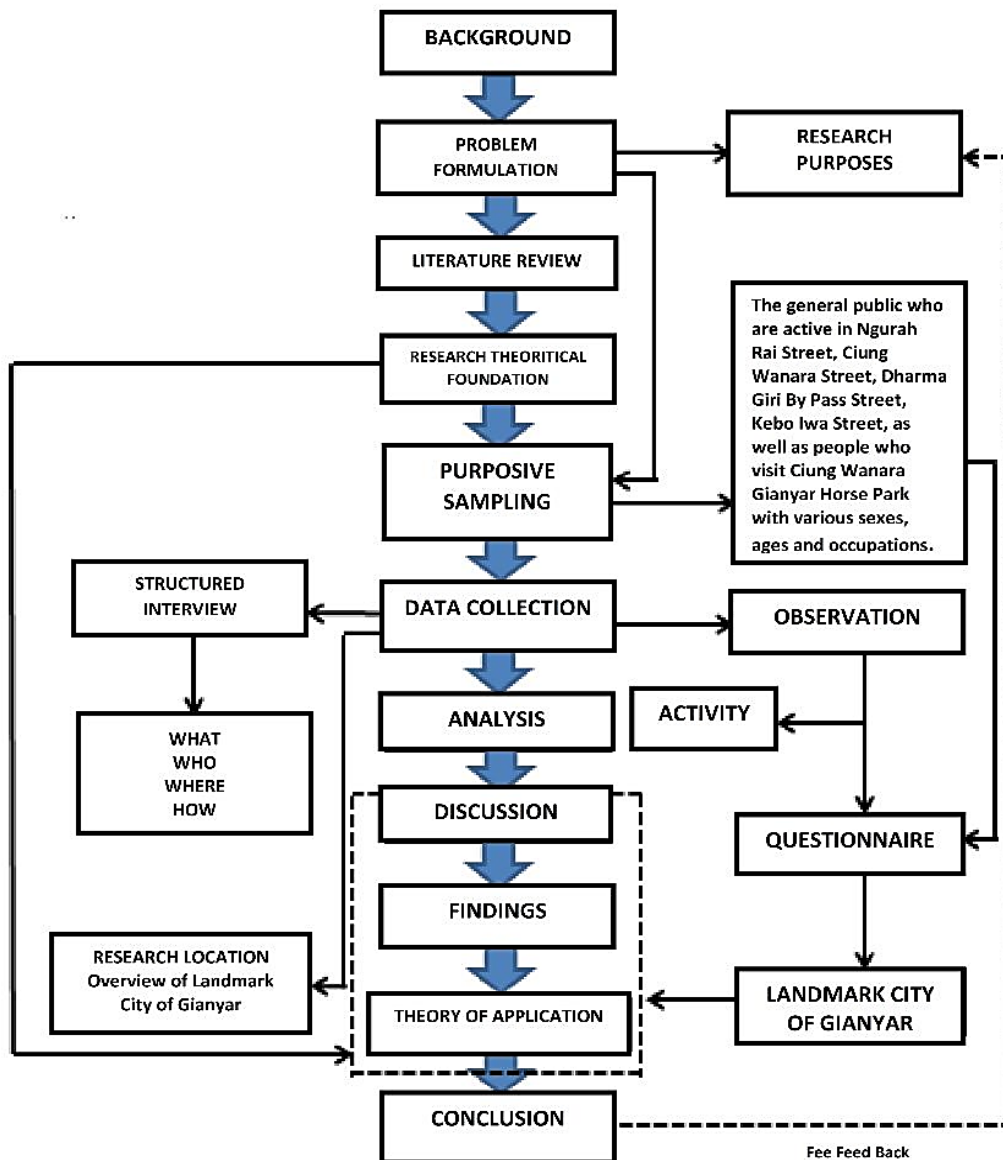 BACKGROUND
PROBLEM
FORMULATION
RESEARCH
PURPOSES
..
LITERATURE REVIEW
The general public who
are active in Ngurah
Rai Street, Ciung
Wanara Street, Dharma
Giri By Pass Street,
Kebo Iwa Street, as
well as people who
visit Ciung Wanara
Gianyar Horse Park
with various sexes,
ages and occupations.
RESEARCH THEORITICAL
FOUNDATION
PURPOSIVE
SAMPLING
STRUCTURED
INTERVIEW
DATA COLLECTION
OBSERVATION
WHAT
WHO
WHERE
HOW
ANALYSIS
ACTIVITY
DISCUSSION
QUESTIONNAIRE
FINDINGS
RESEARCH LOCATION
Overview of Landmark
City of Gianyar
THEORY OF APPLICATION
LANDMARK CITY
OF GIANYAR
CONCLUSION
Fee Feed Back